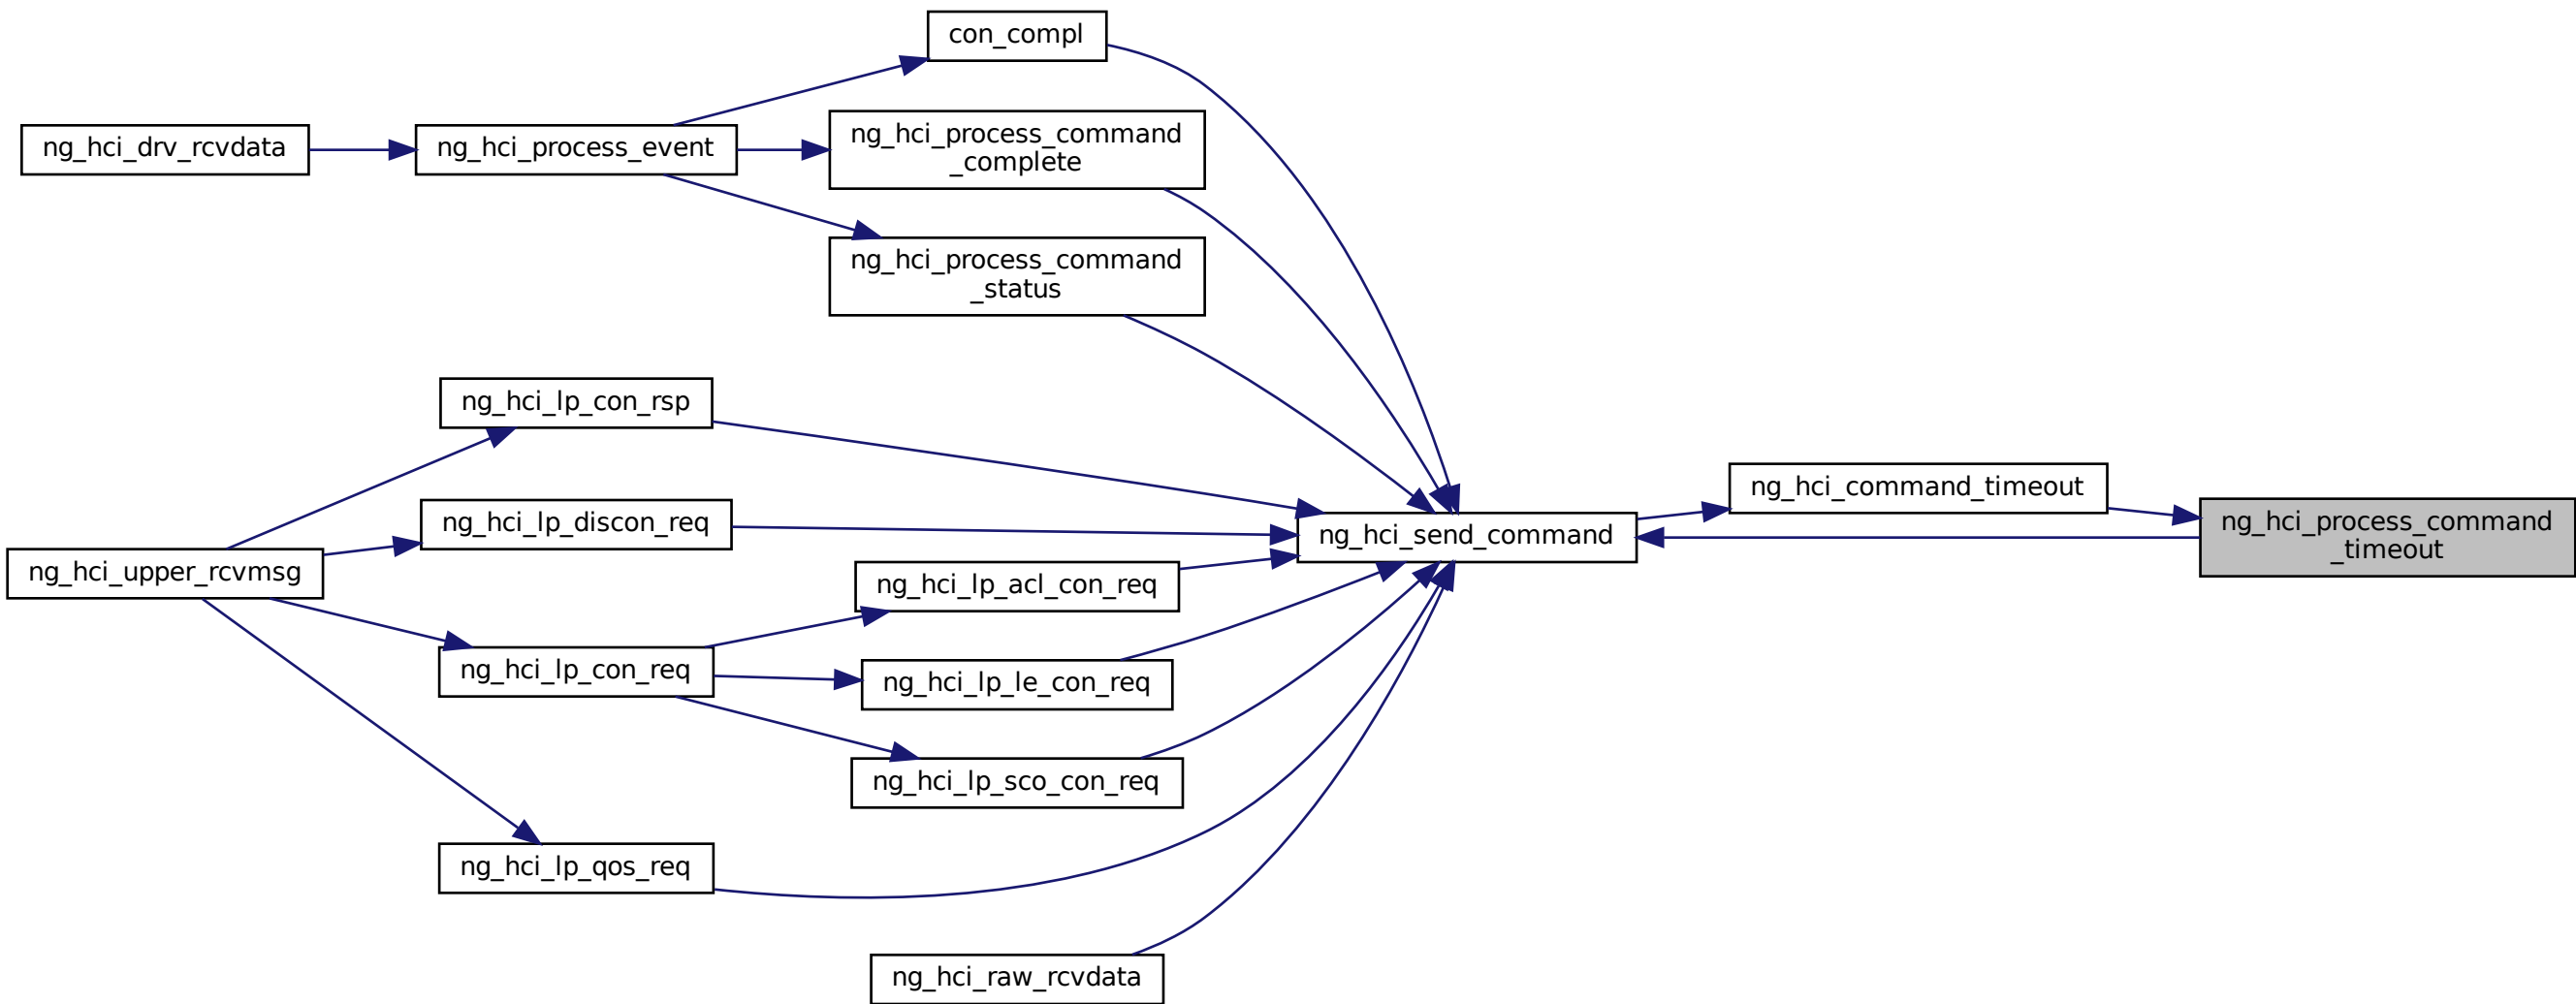 con_compl
ng_hci_drv_rcvdata
ng_hci_process_event
ng_hci_process_command
_complete
ng_hci_process_command
_status
ng_hci_lp_con_rsp
ng_hci_command_timeout
ng_hci_process_command
_timeout
ng_hci_lp_discon_req
ng_hci_send_command
ng_hci_upper_rcvmsg
ng_hci_lp_acl_con_req
ng_hci_lp_con_req
ng_hci_lp_le_con_req
ng_hci_lp_sco_con_req
ng_hci_lp_qos_req
ng_hci_raw_rcvdata